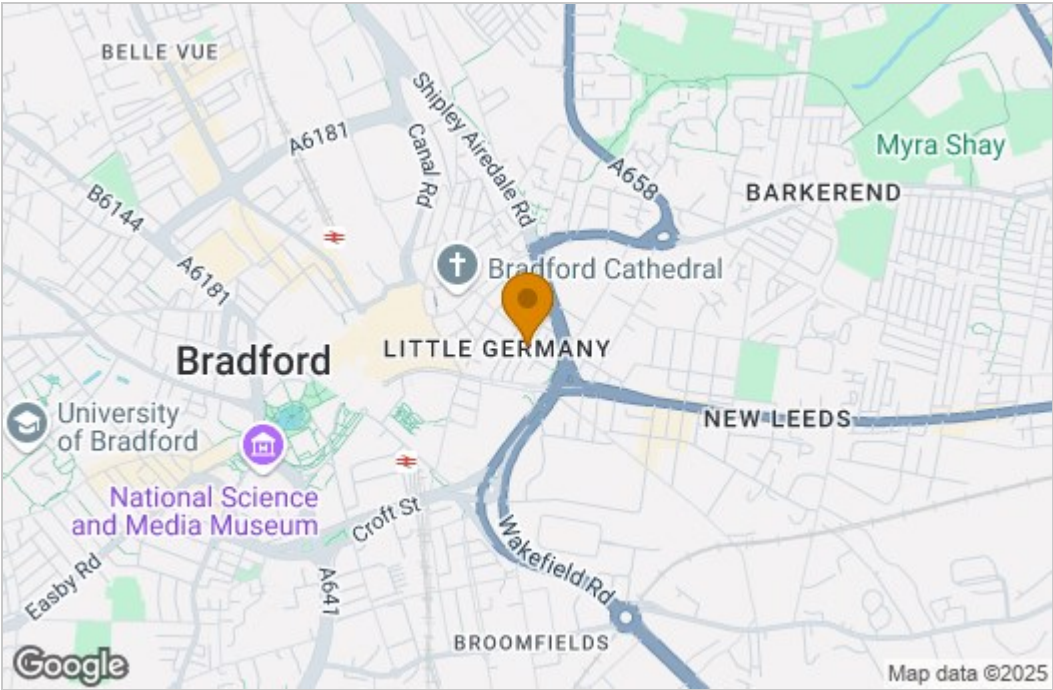 BELLE VUE
Shipley Airedale Rd
A6181
Canal Rd
Myra Shay
A658
BARKEREND
B6144
A6181
Bradford Cathedral
LITTLE GERMANY
Bradford
University
of Bradford
NEW LEEDS
National Science
and Media Museum
Croft St
Wakefield Rd
Easby Rd
A641
BROOMFIELDS
Google
Map data ©2025